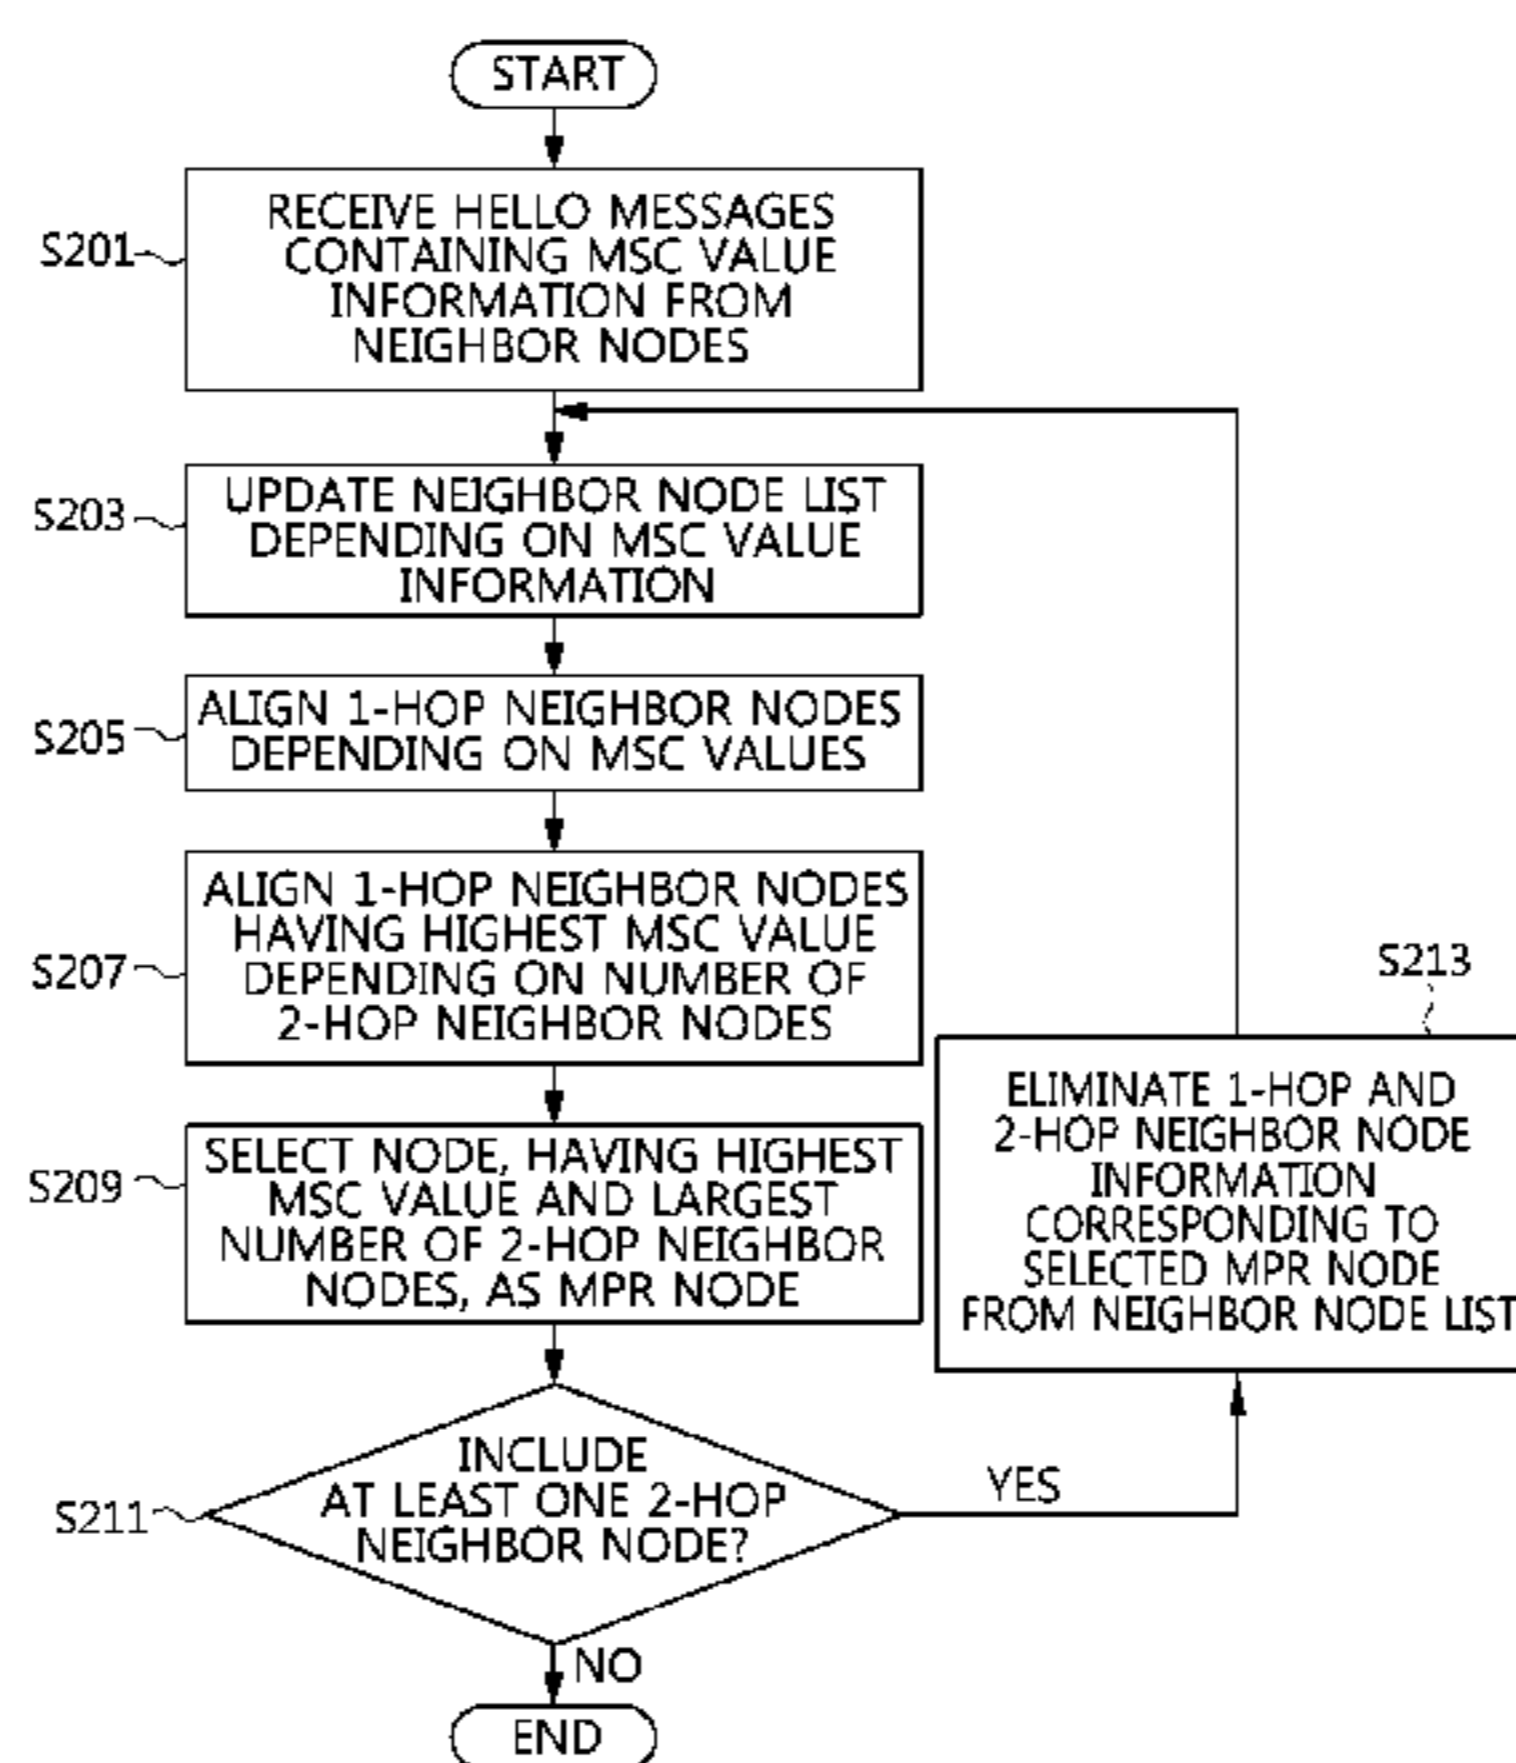 START
S201
RECEIVE HELLO MESSAGES
CONTAINING MSC VALUE
INFORMATION FROM
NEIGHBOR NODES
S203
UPDATE NEIGHBOR NODE LIST
DEPENDING ON MSC VALUE
INFORMATION
S205
ALIGN 1-HOP NEIGHBOR NODES
DEPENDING ON MSC VALUES
S207
ALIGN 1-HOP NEIGHBOR NODES
HAVING HIGHEST MSC VALUE
DEPENDING ON NUMBER OF
2-HOP NEIGHBOR NODES
S209
SELECT NODE, HAVING HIGHEST
MSC VALUE AND LARGEST
NUMBER OF 2-HOP NEIGHBOR
NODES, AS MPR NODE
S211
INCLUDE
AT LEAST ONE 2-HOP
NEIGHBOR NODE?
YES
S213
ELIMINATE 1-HOP AND
2-HOP NEIGHBOR NODE
INFORMATION
CORRESPONDING TO
SELECTED MPR NODE
FROM NEIGHBOR NODE LIST
NO
END